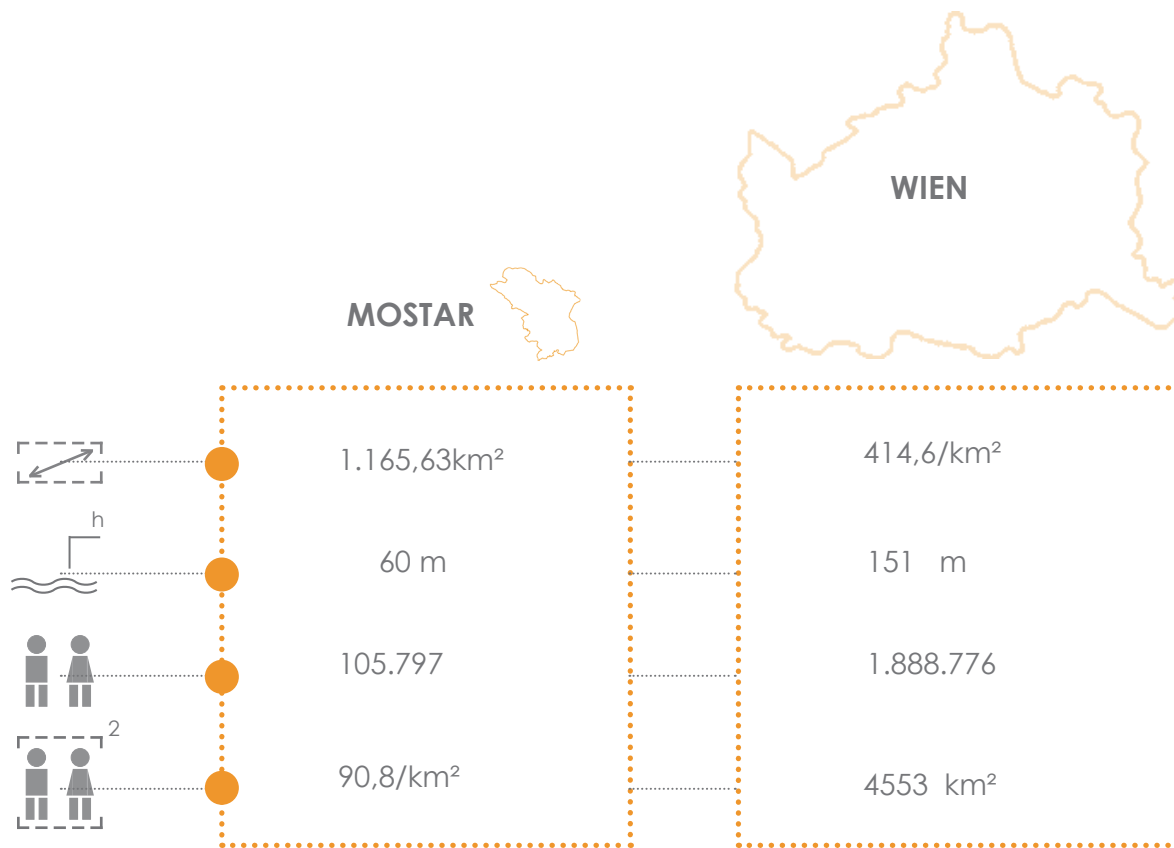 WIEN
MOSTAR
1.165,63km²
414,6/km²
h
60 m
151 m
105.797
1.888.776
2
90,8/km²
4553 km²